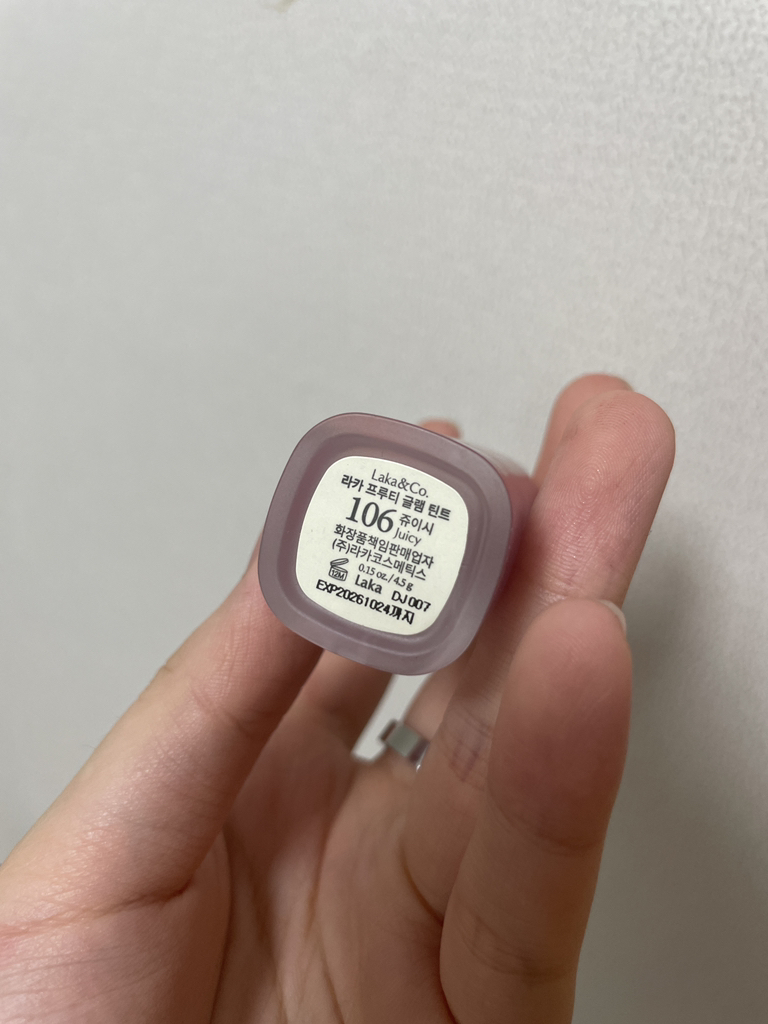 Laka&Co.
라카 프루티 글램 틴트
106 쥬이시
Juicy
화장품책임판매업자
(주)라카코스메틱스
0.15 oz. / 4.5 g
12M Laka DJ007
EXP20261024까지